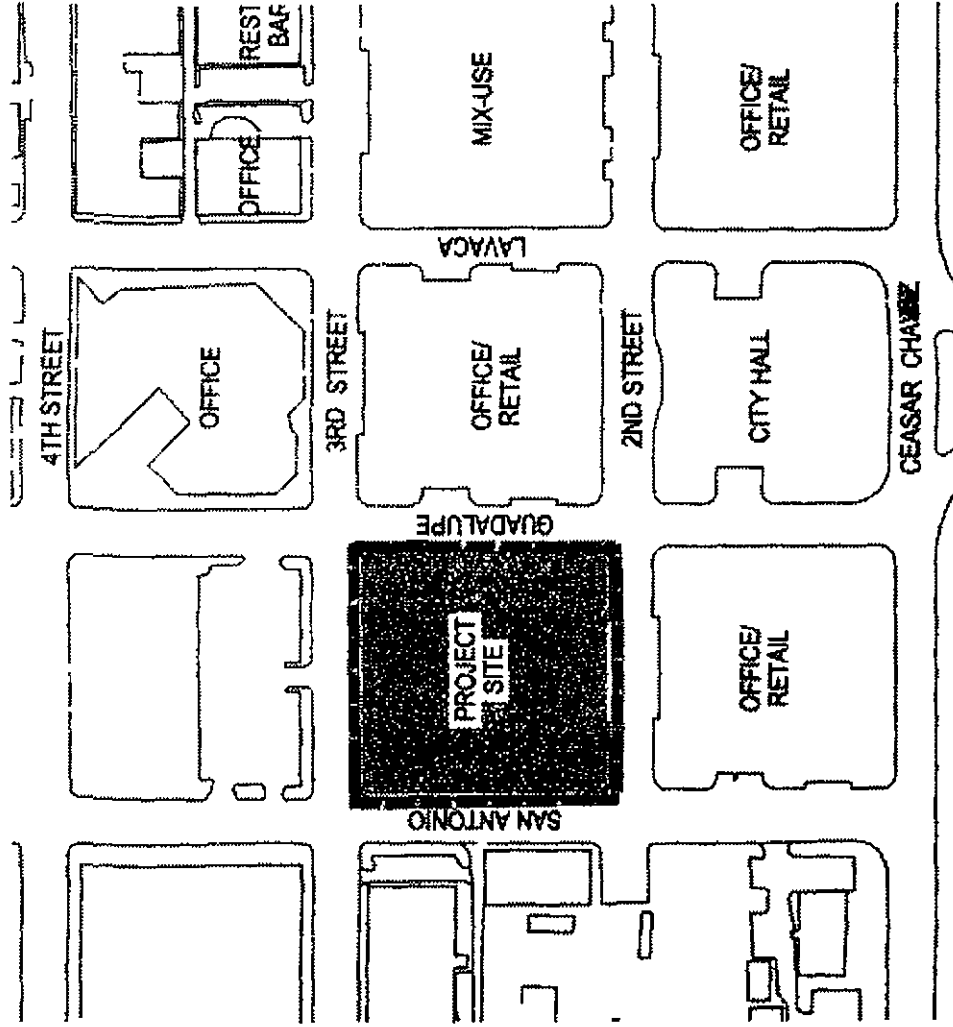 REST
BAR
OFFICE
MIX-USE
OFFICE/
RETAIL
LAVACA
4TH STREET
OFFICE
3RD STREET
OFFICE/
RETAIL
2ND STREET
CITY HALL
CEASAR CHAVEZ
GUADALUPE
PROJECT
SITE
OFFICE/
RETAIL
SAN ANTONIO